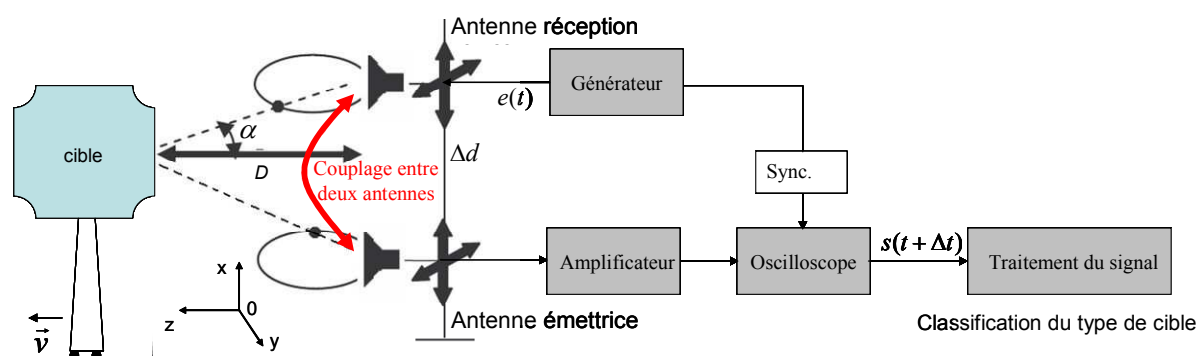 Antenne réception
Générateur
e(t)
cible
α
D
Couplage entre
deux antennes
Δd
Sync.
Amplificateur
Oscilloscope
s(t + Δt)
Traitement du signal
x
0
z
y
v
Antenne émettrice
Classification du type de cible